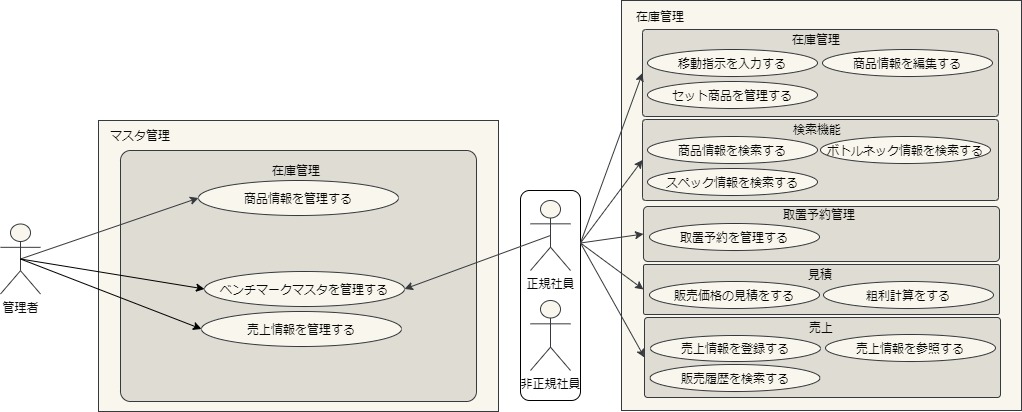 管理者
マスタ管理
在庫管理
商品情報を管理する
ベンチマークマスタを管理する
売上情報を管理する
正規社員
非正規社員
在庫管理
在庫管理
移動指示を入力する
商品情報を編集する
セット商品を管理する
検索機能
商品情報を検索する
ボトルネック情報を検索する
スペック情報を検索する
取置予約管理
取置予約を管理する
見積
販売価格の見積をする
粗利計算をする
売上
売上情報を登録する
売上情報を参照する
販売履歴を検索する